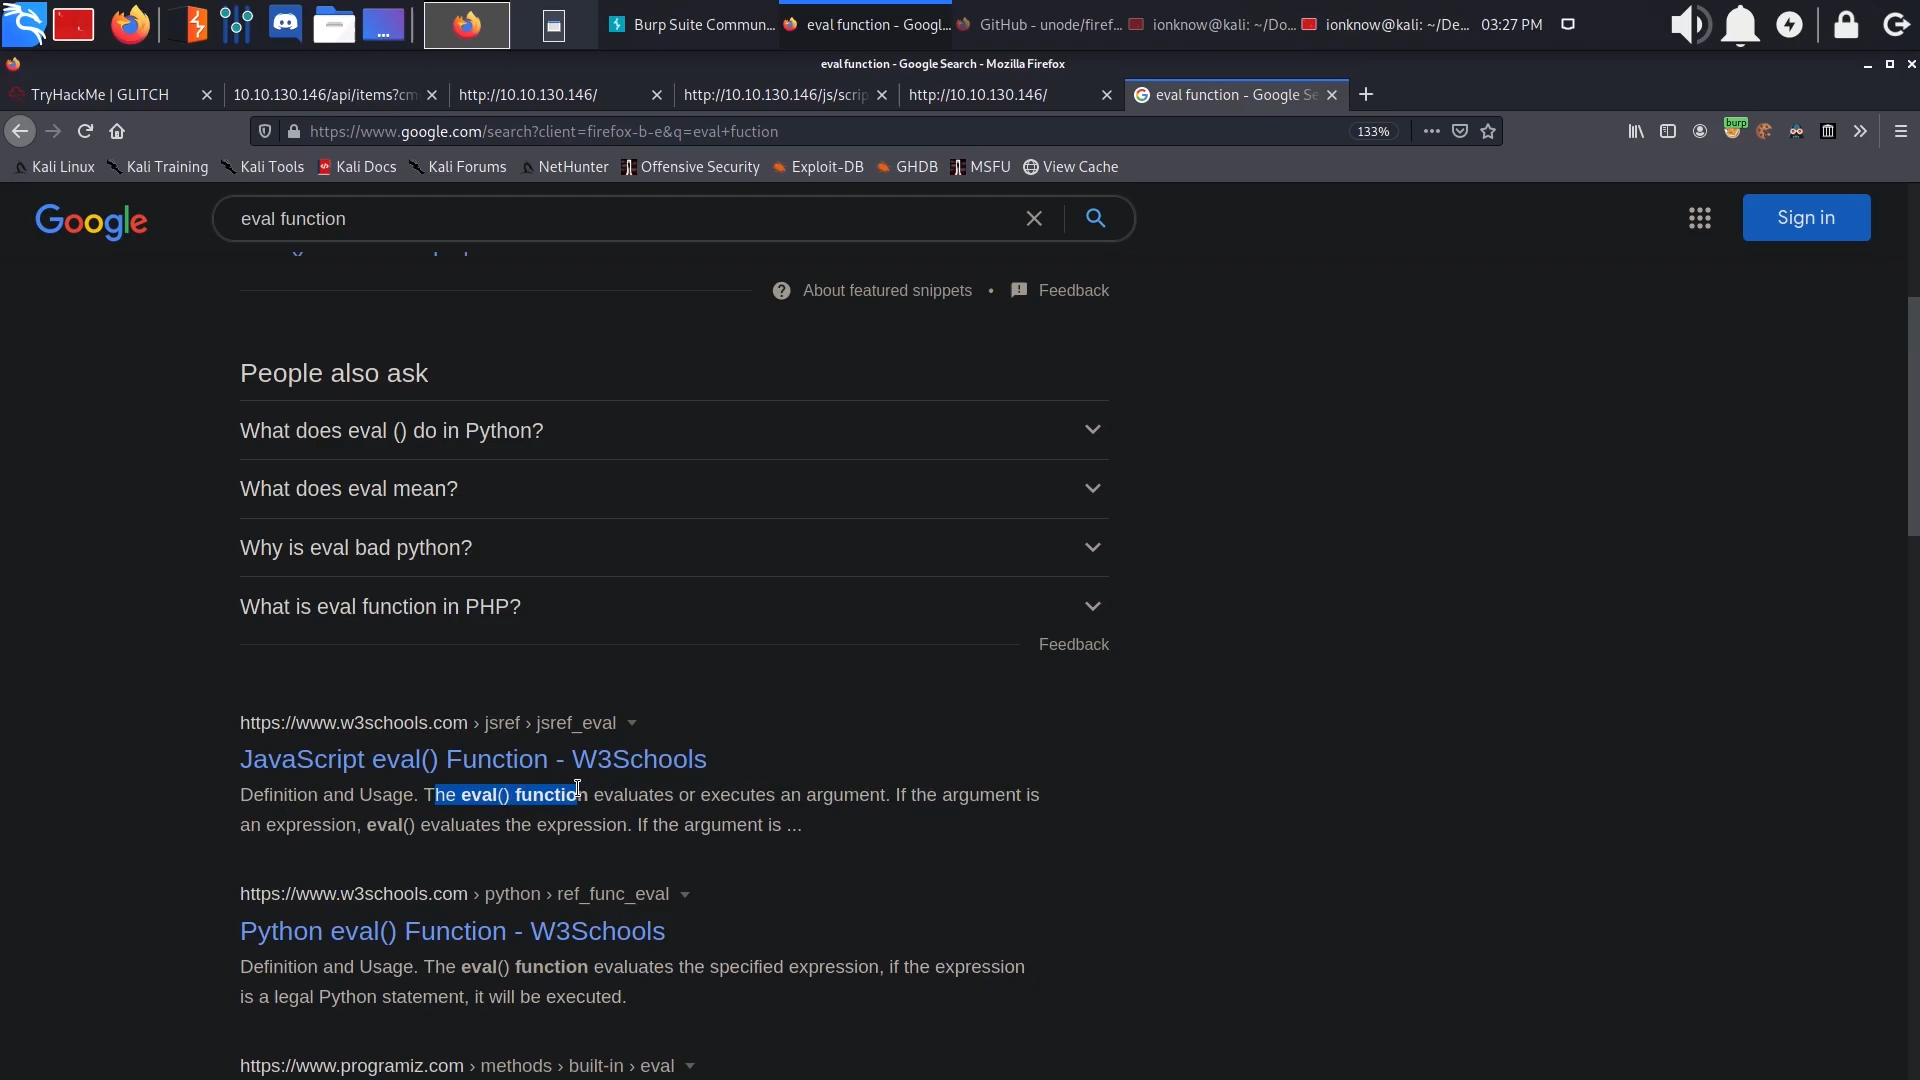 Burp Suite Commun...
eval function - Googl...
GitHub - unode/firef...
ionknow@kali: ~/Do...
ionknow@kali: ~/De...
03:27 PM
eval function - Google Search - Mozilla Firefox
TryHackMe | GLITCH
10.10.130.146/api/items?cm
http://10.10.130.146/
http://10.10.130.146/js/scrip
http://10.10.130.146/
eval function - Google Se
https://www.google.com/search?client=firefox-b-e&q=eval+fuction
133%
burp
Kali Linux
Kali Training
Kali Tools
Kali Docs
Kali Forums
NetHunter
Offensive Security
Exploit-DB
GHDB
MSFU
View Cache
Google
eval function
Sign in
About featured snippets • Feedback
People also ask
What does eval () do in Python?
What does eval mean?
Why is eval bad python?
What is eval function in PHP?
Feedback
https://www.w3schools.com › jsref › jsref_eval
JavaScript eval() Function - W3Schools
Definition and Usage. The eval() function evaluates or executes an argument. If the argument is
an expression, eval() evaluates the expression. If the argument is ...
https://www.w3schools.com › python › ref_func_eval
Python eval() Function - W3Schools
Definition and Usage. The eval() function evaluates the specified expression, if the expression
is a legal Python statement, it will be executed.
https://www.programiz.com › methods › built-in › eval